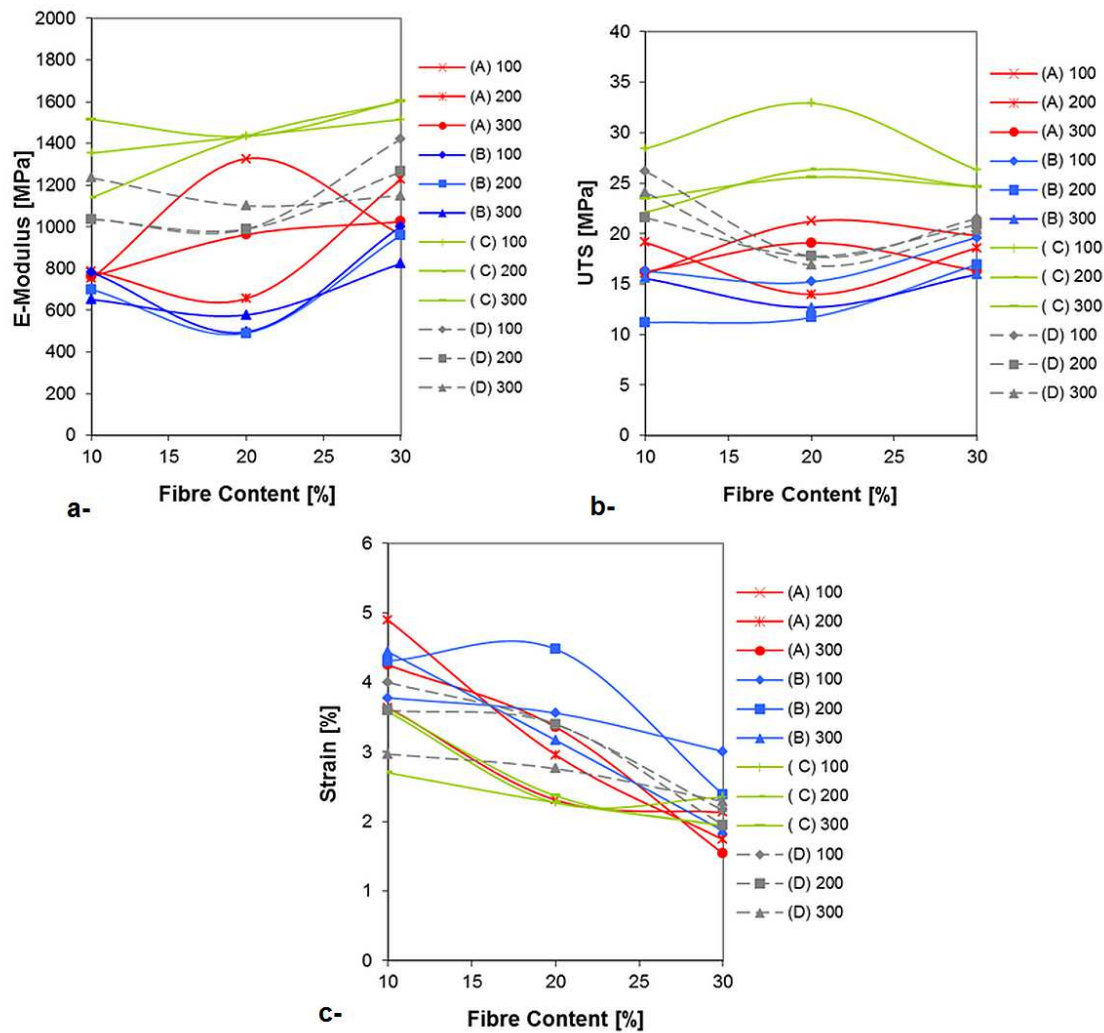 2000
1800
1600
1400
1200
1000
800
600
400
200
0
E-Modulus [MPa]
10 15 20 25 30
Fibre Content [%]
a-
(A) 100
(A) 200
(A) 300
(B) 100
(B) 200
(B) 300
( C) 100
( C) 200
( C) 300
(D) 100
(D) 200
(D) 300
40
35
30
25
20
15
10
5
0
UTS [MPa]
10 15 20 25 30
Fibre Content [%]
b-
(A) 100
(A) 200
(A) 300
(B) 100
(B) 200
(B) 300
( C) 100
( C) 200
( C) 300
(D) 100
(D) 200
(D) 300
6
5
4
3
2
1
0
Strain [%]
10 15 20 25 30
Fibre Content [%]
c-
(A) 100
(A) 200
(A) 300
(B) 100
(B) 200
(B) 300
( C) 100
( C) 200
( C) 300
(D) 100
(D) 200
(D) 300